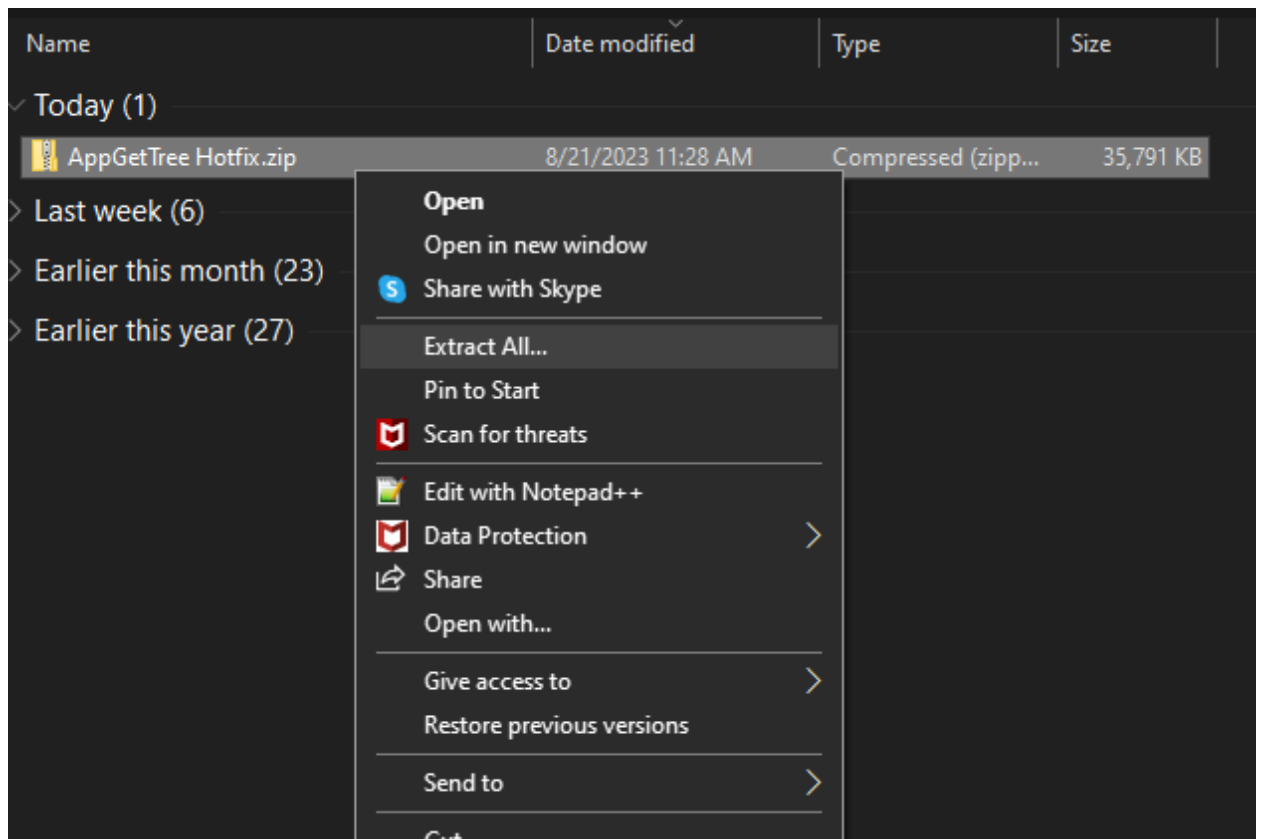 Name Date modified Type Size
Today (1)
AppGetTree Hotfix.zip 8/21/2023 11:28 AM Compressed (zipp... 35,791 KB
Last week (6)
Earlier this month (23)
Earlier this year (27)
Open
Open in new window
S Share with Skype
Extract All...
Pin to Start
Scan for threats
Edit with Notepad++
Data Protection
Share
Open with...
Give access to
Restore previous versions
Send to
Cut